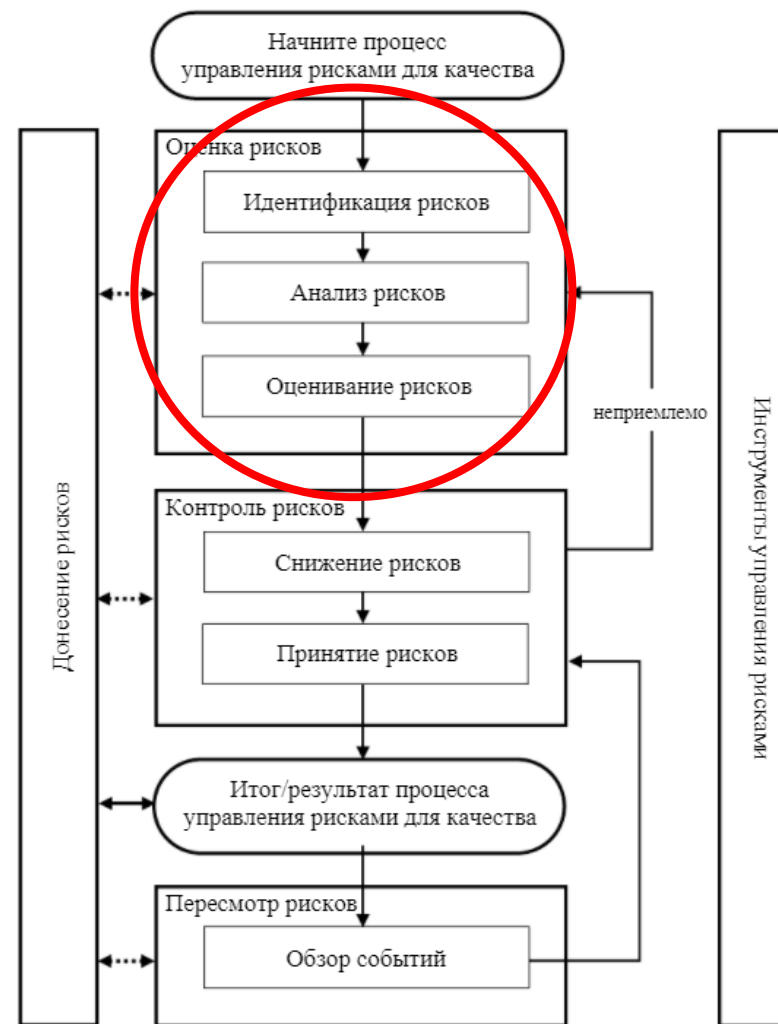 Начните процесс
управления рисками для качества
Оценка рисков
Идентификация рисков
Анализ рисков
Оценивание рисков
неприемлемо
Контроль рисков
Снижение рисков
Принятие рисков
Итог/результат процесса
управления рисками для качества
Пересмотр рисков
Обзор событий
Донесение рисков
Инструменты управления рисками